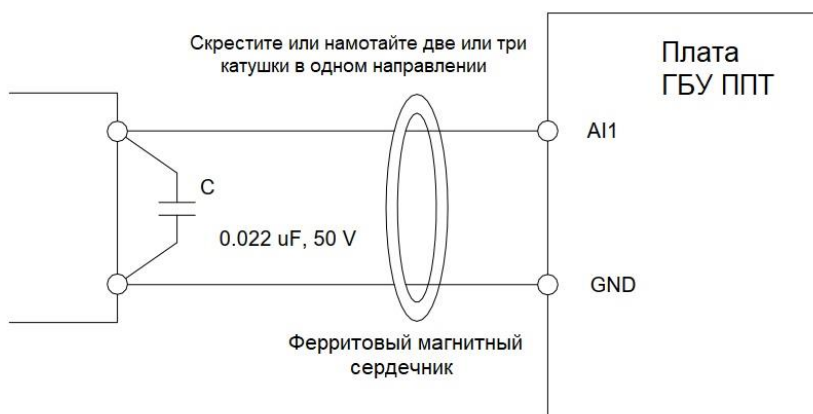 Скрестите или намотайте две или три
катушки в одном направлении
Плата
ГБУ ППТ
AI1
C
0.022 uF, 50 V
GND
Ферритовый магнитный
сердечник